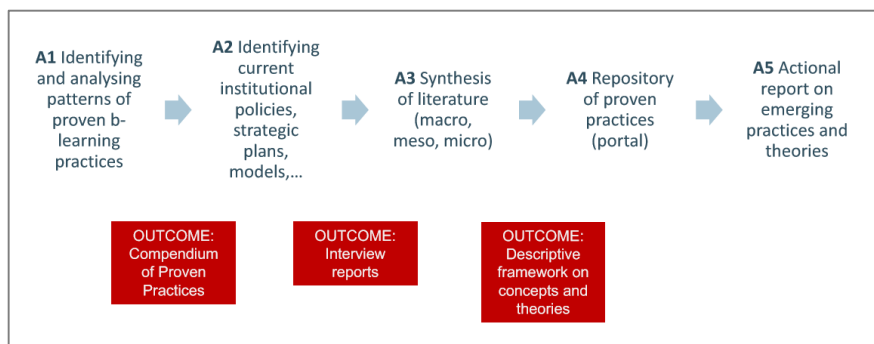 A1 Identifying
and analysing
patterns of
proven b-
learning
practices
A2 Identifying
current
institutional
policies,
strategic
plans,
models,...
A3 Synthesis
of literature
(macro,
meso, micro)
A4 Repository
of proven
practices
(portal)
A5 Actional
report on
emerging
practices and
theories
OUTCOME:
Compendium
of Proven
Practices
OUTCOME:
Interview
reports
OUTCOME:
Descriptive
framework on
concepts and
theories